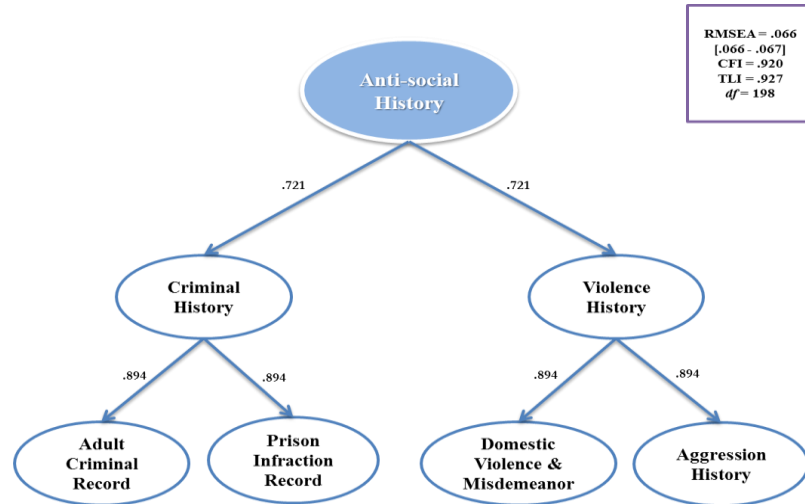 RMSEA = .066
[.066 - .067]
CFI = .920
TLI = .927
df = 198
Anti-social
History
.721
.721
Criminal
History
Violence
History
.894
.894
.894
.894
Adult
Criminal
Record
Prison
Infraction
Record
Domestic
Violence &
Misdemeanor
Aggression
History